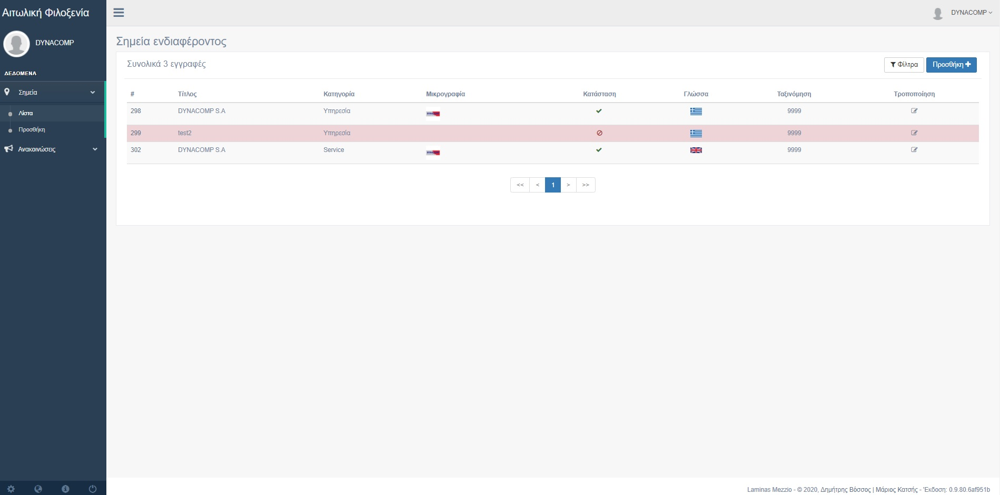 Αιτωλική Φιλοξενία
DYNACOMP
DYNACOMP
ΔΕΔΟΜΕΝΑ
Σημεία
Λίστα
Προσθήκη
Ανακοινώσεις
Σημεία ενδιαφέροντος
Συνολικά 3 εγγραφές
Φίλτρα Προσθήκη
# Τίτλος Κατηγορία Μικρογραφία Κατάσταση Γλώσσα Ταξινόμηση Τροποποίηση
298 DYNACOMP S.A Υπηρεσία 9999
299 test2 Υπηρεσία 9999
302 DYNACOMP S.A Service 9999
<< < 1 > >>
Laminas Mezzio - © 2020, Δημήτρης Βόσσος | Μάριος Κατσής - Έκδοση: 0.9.80.6af951b